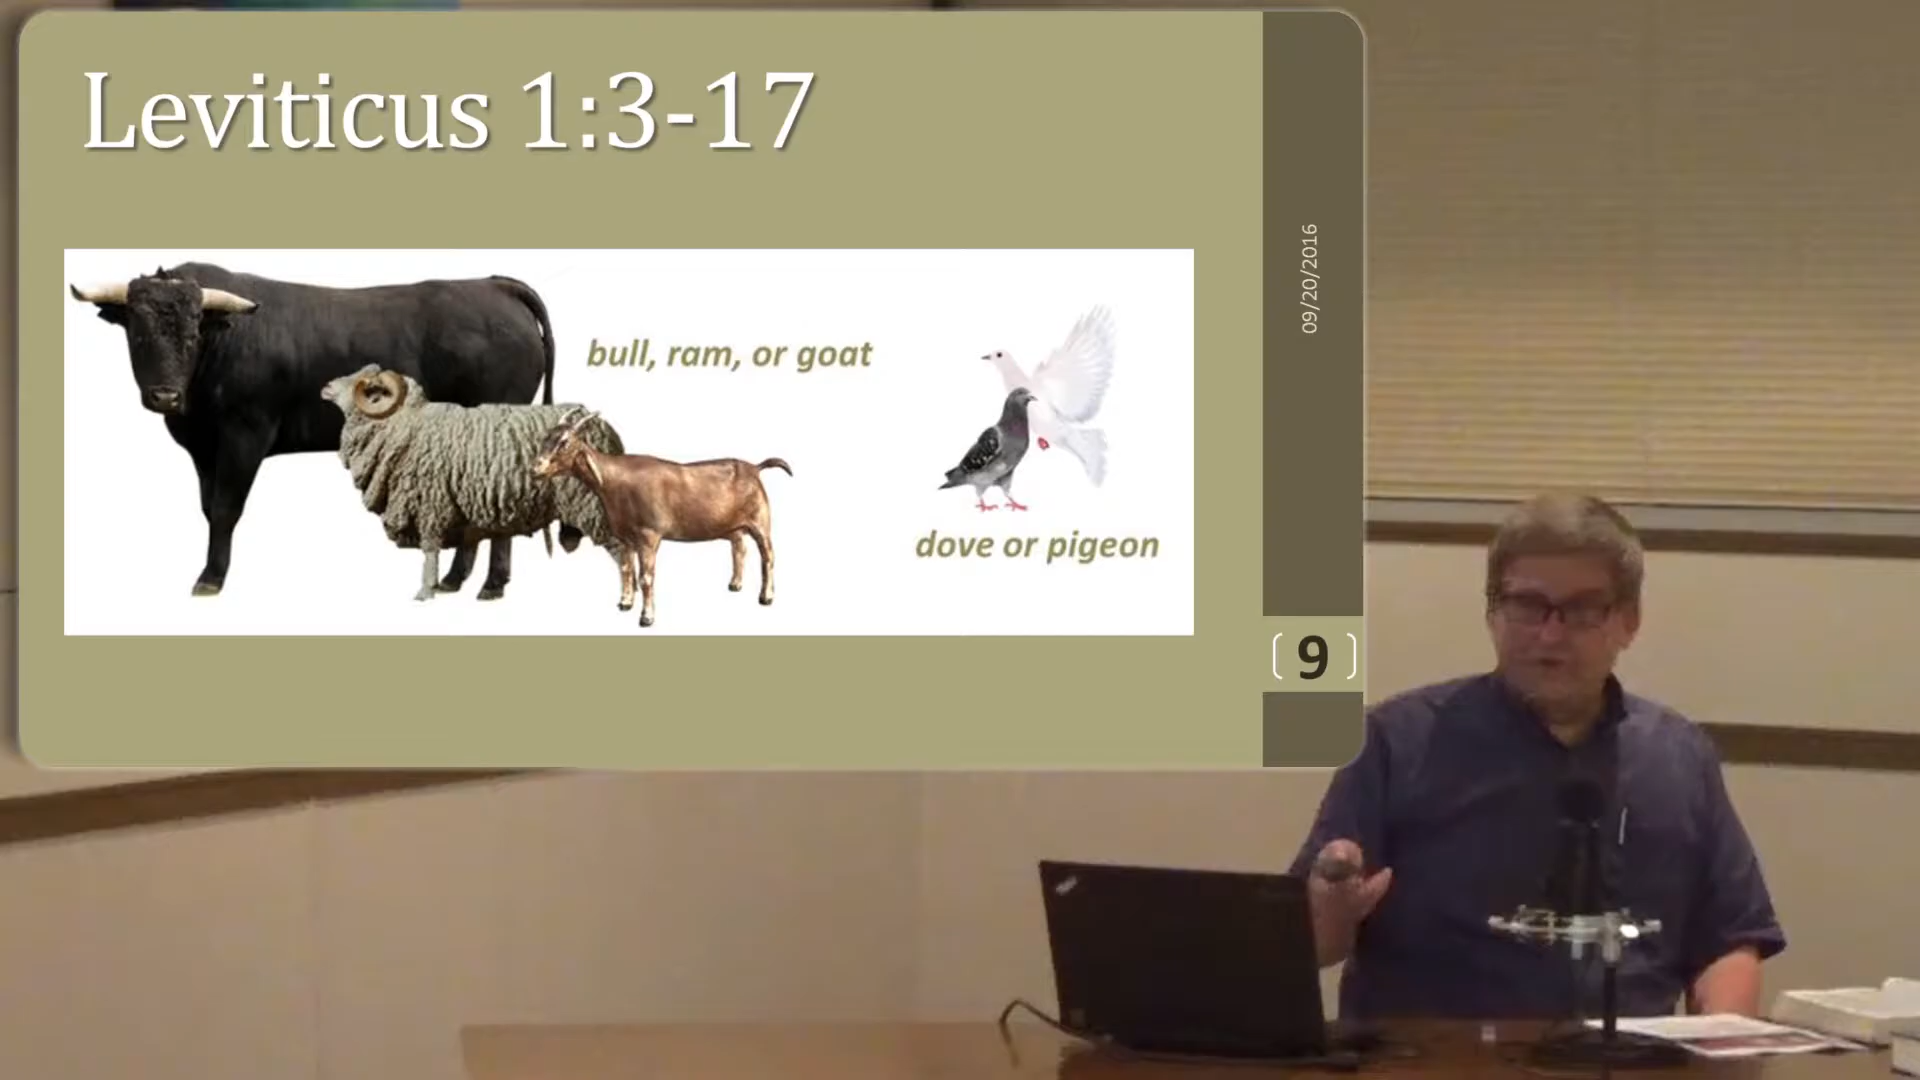 Leviticus 1:3-17
bull, ram, or goat
dove or pigeon
09/20/2016
9